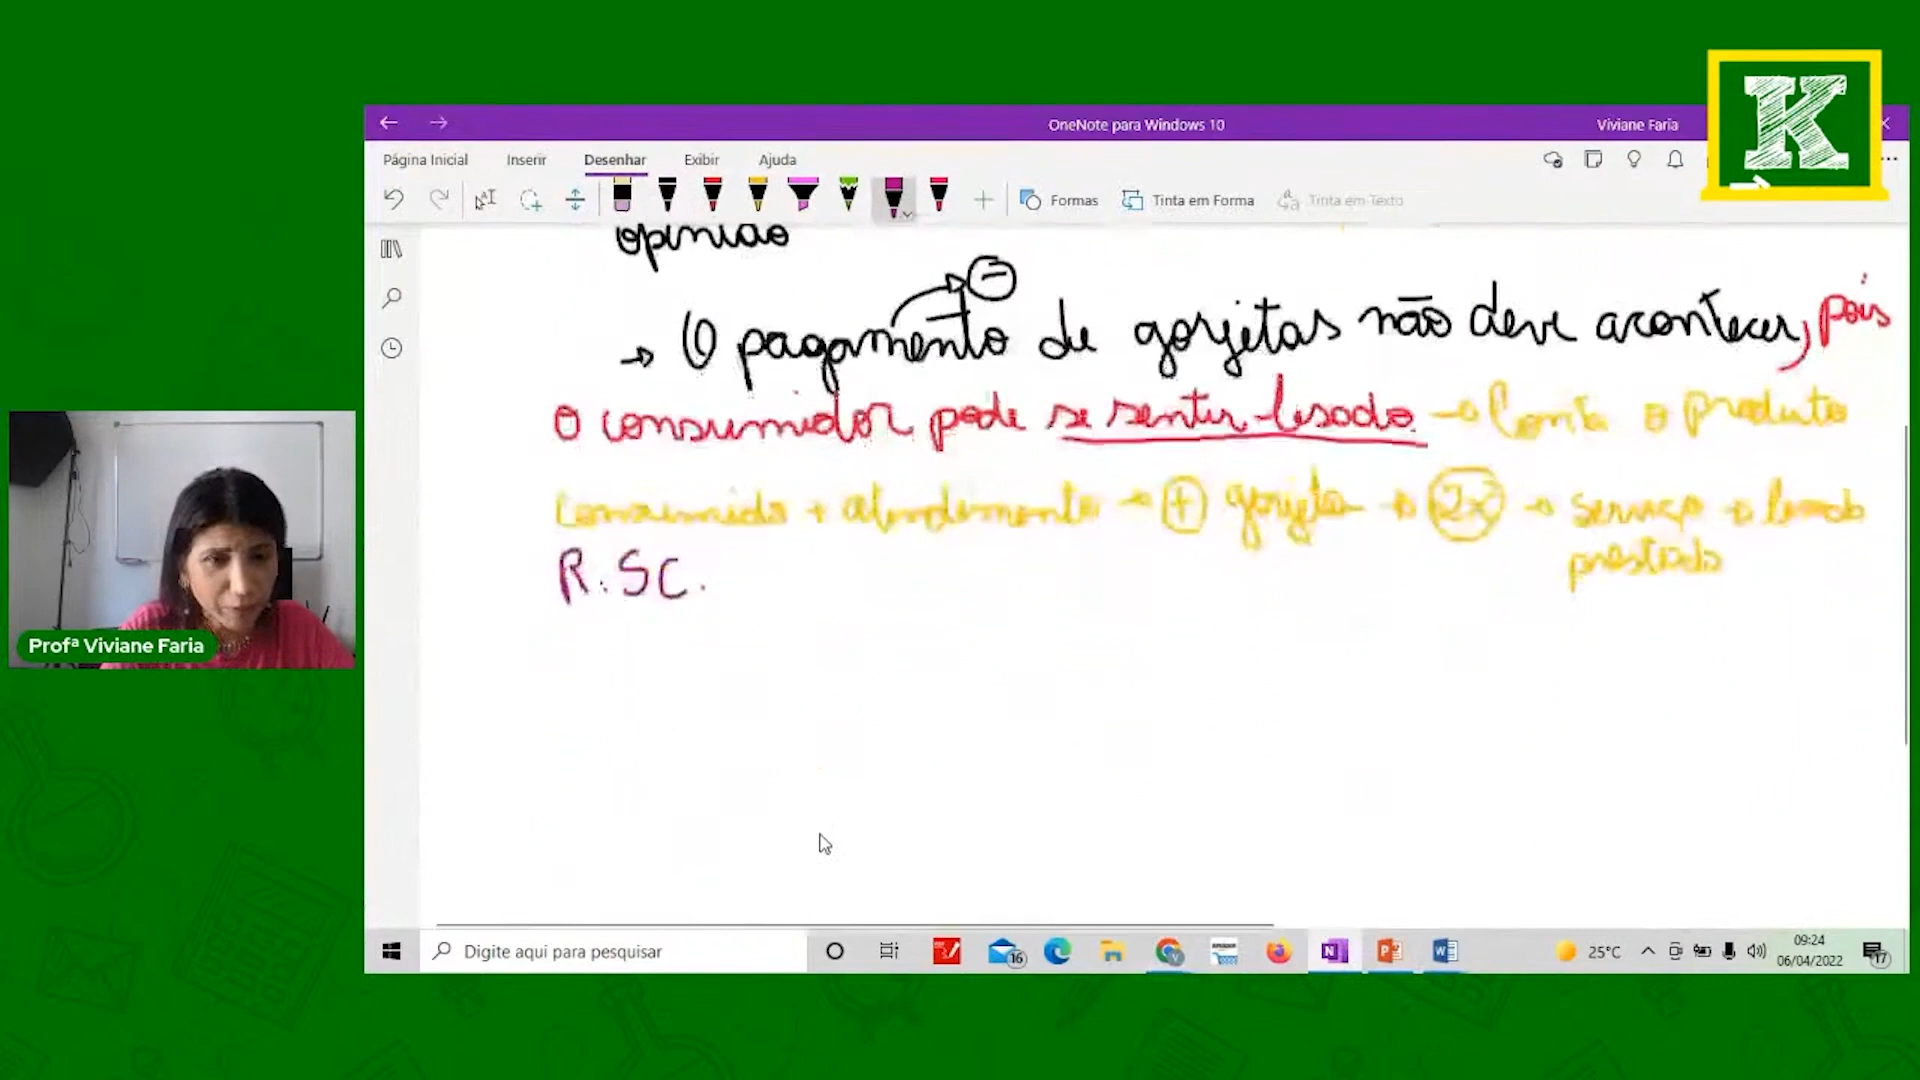 K
OneNote para Windows 10
Viviane Faria
Página Inicial Inserir Desenhar Exibir Ajuda
Formas Tinta em Forma Tinta em Texto
opinião
→ O pagamento de gorjetas não deve acontecer, pois
o consumidor pode se sentir lesado. → Conta o produto
consumido + atendimento → + gorjeta → 2x → serviço → lesado
prestado
R.: SC.
Profª Viviane Faria
Digite aqui para pesquisar
16
25°C
09:24
06/04/2022
17